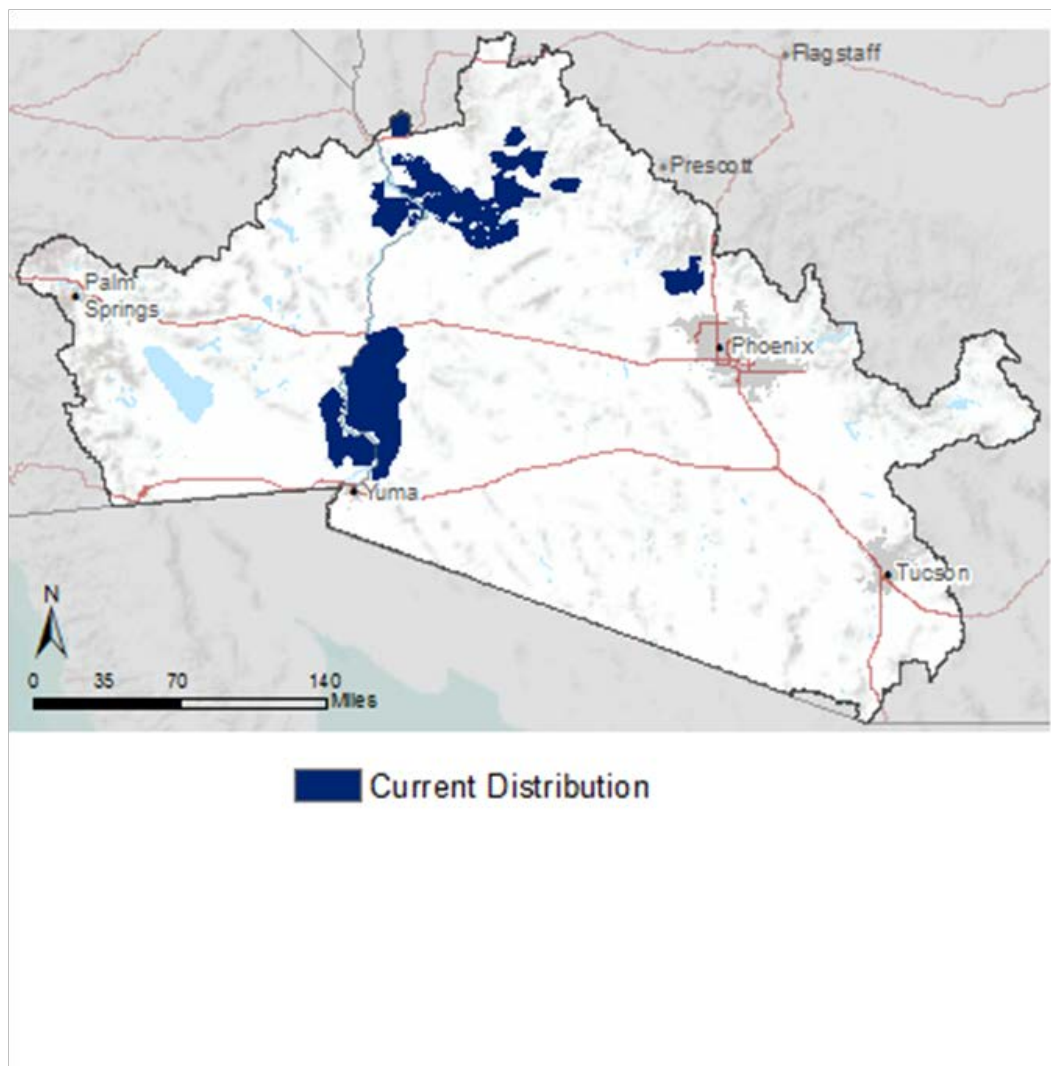 Flagstaff
Prescott
Palm
Springs
Phoenix
Yuma
Tucson
N
0 35 70 140
Miles
Current Distribution